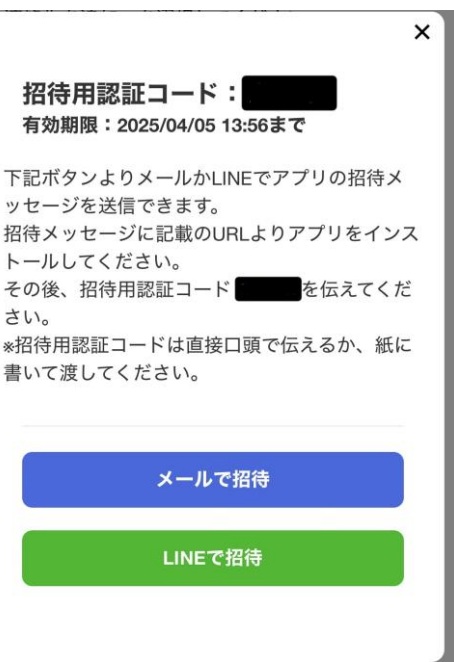 ×
招待用認証コード：
有効期限：2025/04/05 13:56まで
下記ボタンよりメールかLINEでアプリの招待メ
ッセージを送信できます。
招待メッセージに記載のURLよりアプリをインス
トールしてください。
その後、招待用認証コード を伝えてくだ
さい。
※招待用認証コードは直接口頭で伝えるか、紙に
書いて渡してください。
メールで招待
LINEで招待